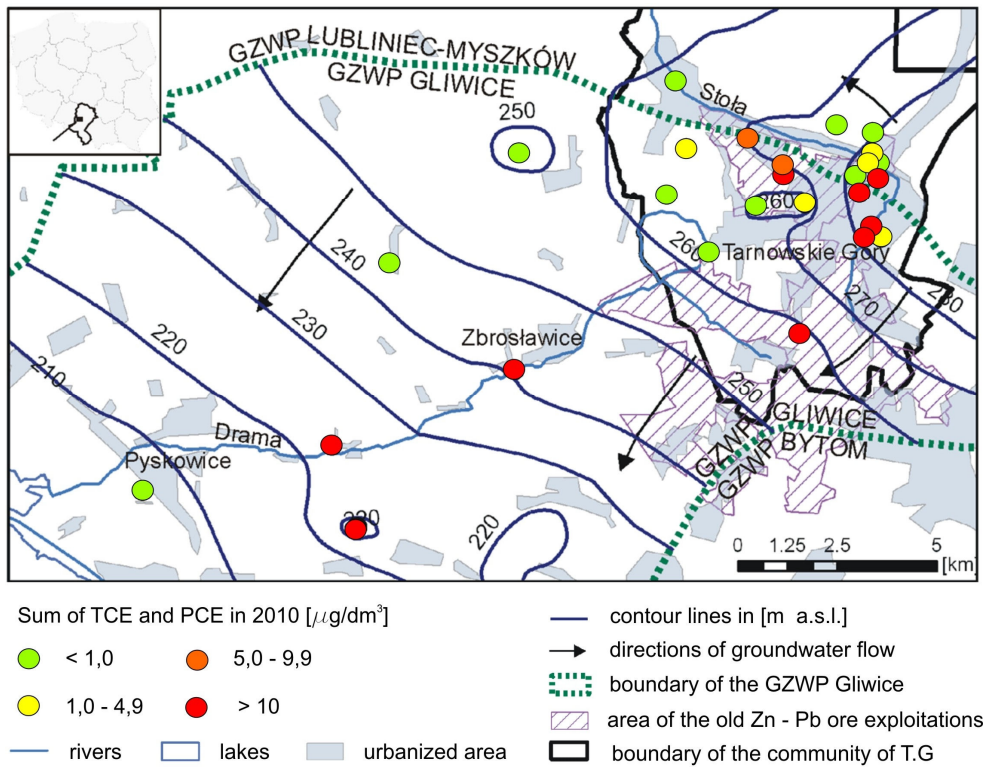 GZWP LUBLINIEC-MYSZKÓW
GZWP GLIWICE
250
Stoła
260
260
Tarnowskie Góry
240
270
280
230
220
Zbrosławice
210
250
GZWP GLIWICE
GZWP BYTOM
Drama
Pyskowice
220
0 1.25 2.5 5
[km]
Sum of TCE and PCE in 2010 [µg/dm³]
< 1,0
5,0 - 9,9
1,0 - 4,9
> 10
rivers
lakes
urbanized area
contour lines in [m a.s.l.]
directions of groundwater flow
boundary of the GZWP Gliwice
area of the old Zn - Pb ore exploitations
boundary of the community of T.G